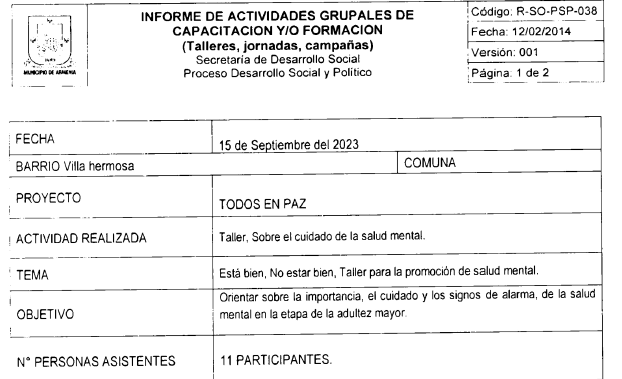 INFORME DE ACTIVIDADES GRUPALES DE
CAPACITACION Y/O FORMACION
(Talleres, jornadas, campañas)
Secretaría de Desarrollo Social
Proceso Desarrollo Social y Político
MUNICIPIO DE ARMENIA
Código: R-SO-PSP-038
Fecha: 12/02/2014
Versión: 001
Página: 1 de 2
FECHA
15 de Septiembre del 2023
BARRIO Villa hermosa
COMUNA
PROYECTO
TODOS EN PAZ
ACTIVIDAD REALIZADA
Taller, Sobre el cuidado de la salud mental.
TEMA
Está bien, No estar bien, Taller para la promoción de salud mental.
OBJETIVO
Orientar sobre la importancia, el cuidado y los signos de alarma, de la salud
mental en la etapa de la adultez mayor.
N° PERSONAS ASISTENTES
11 PARTICIPANTES.